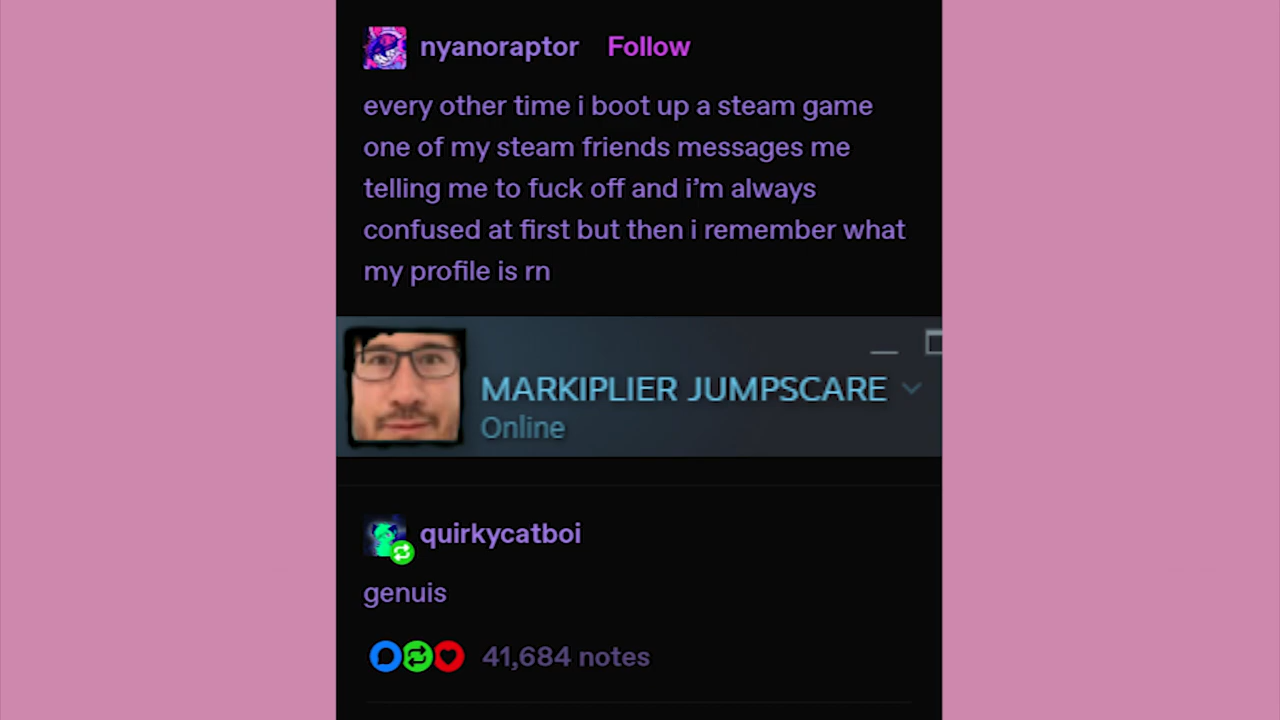 nyanoraptor Follow
every other time i boot up a steam game
one of my steam friends messages me
telling me to fuck off and i’m always
confused at first but then i remember what
my profile is rn
MARKIPLIER JUMPSCARE
Online
quirkycatboi
genuis
41,684 notes